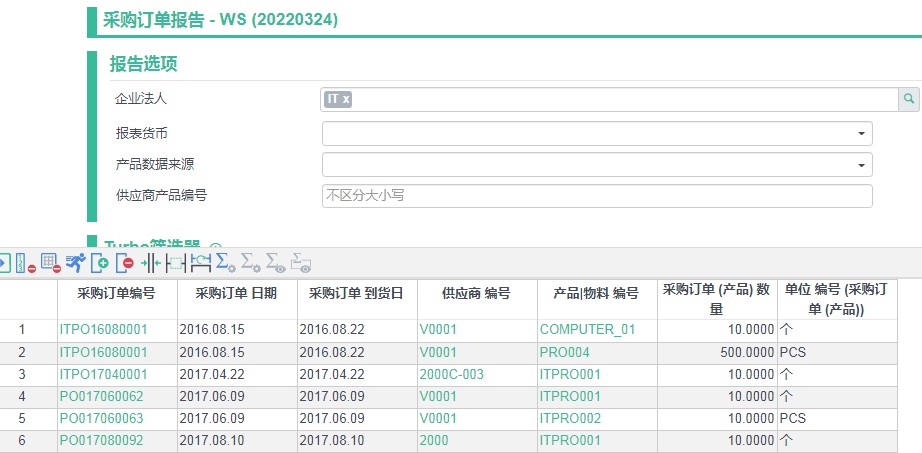 采购订单报告 - WS (20220324)
报告选项
企业法人 IT x
报表货币
产品数据来源
供应商产品编号 不区分大小写
Turbo筛选器
采购订单编号 采购订单 日期 采购订单 到货日 供应商 编号 产品|物料 编号 采购订单 (产品) 数量 单位 编号 (采购订单 (产品))
1 ITPO16080001 2016.08.15 2016.08.22 V0001 COMPUTER_01 10.0000 个
2 ITPO16080001 2016.08.15 2016.08.22 V0001 PRO004 500.0000 PCS
3 ITPO17040001 2017.04.22 2017.04.22 2000C-003 ITPRO001 10.0000 个
4 PO017060062 2017.06.09 2017.06.09 V0001 ITPRO001 10.0000 个
5 PO017060063 2017.06.09 2017.06.09 V0001 ITPRO002 10.0000 PCS
6 PO017080092 2017.08.10 2017.08.10 2000 ITPRO001 10.0000 个